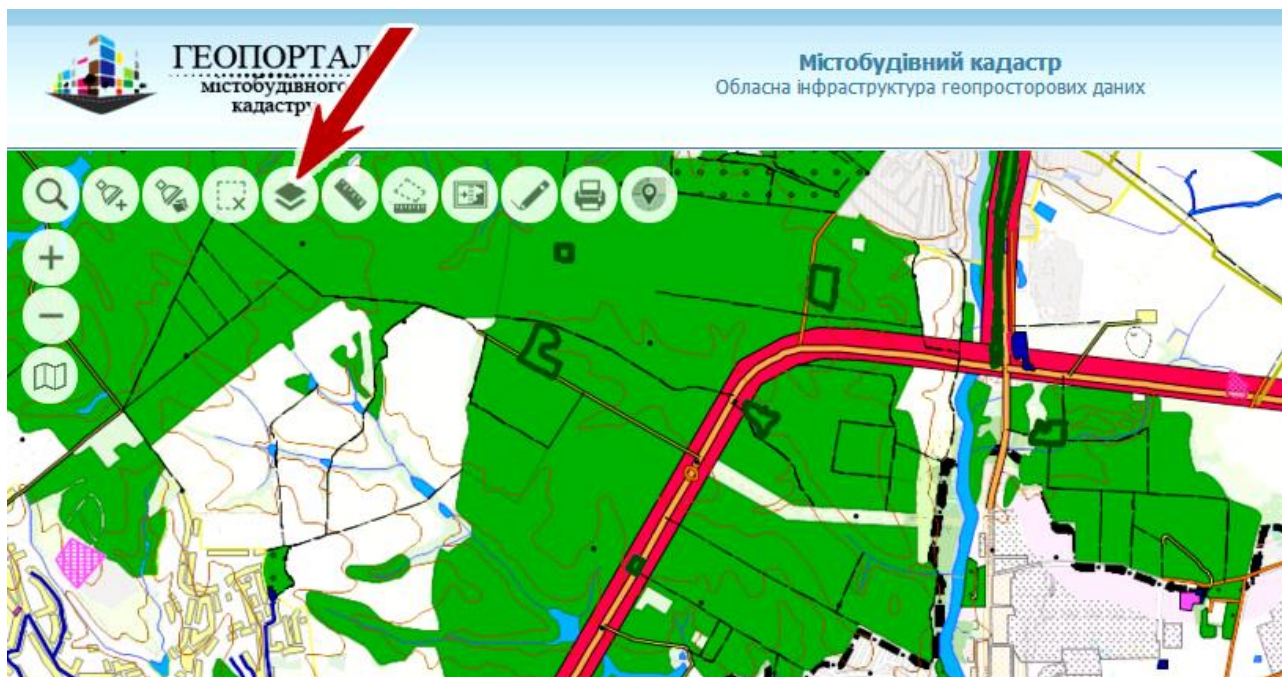 ГЕОПОРТАЛ
містобудівного
кадастру
Містобудівний кадастр
Обласна інфраструктура геопросторових даних